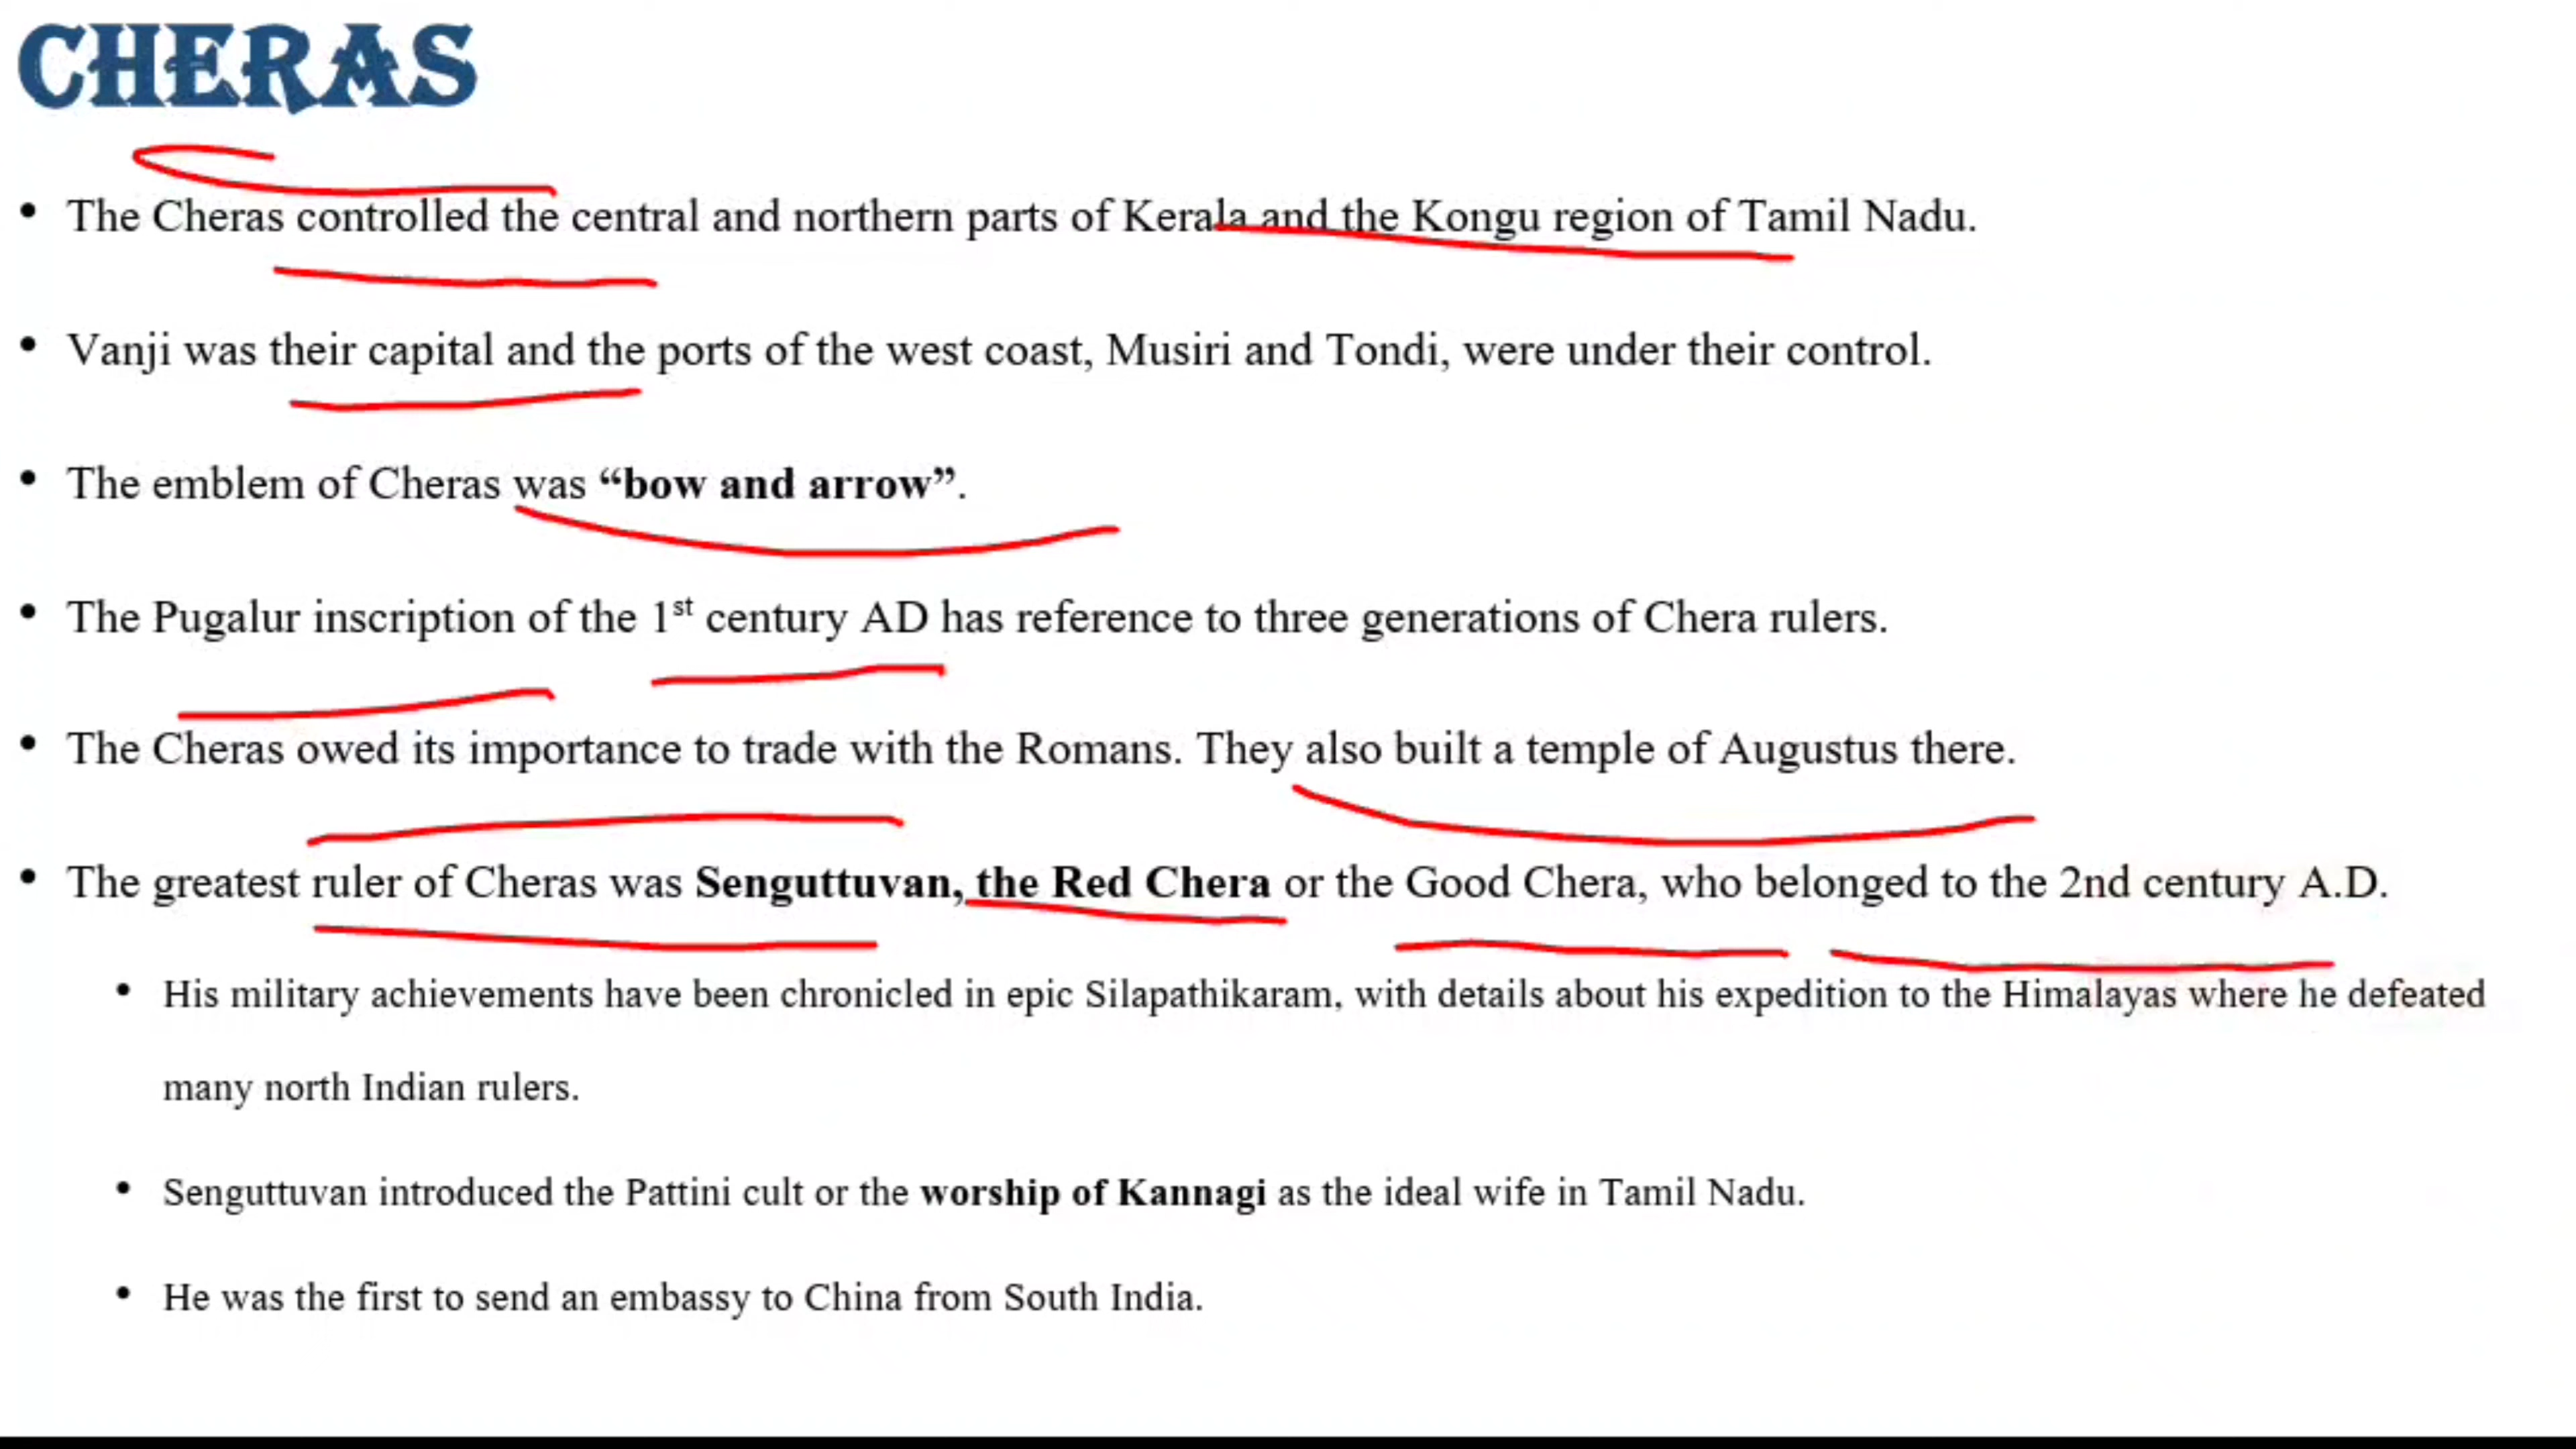 CHERAS
• The Cheras controlled the central and northern parts of Kerala and the Kongu region of Tamil Nadu.
• Vanji was their capital and the ports of the west coast, Musiri and Tondi, were under their control.
• The emblem of Cheras was “bow and arrow”.
• The Pugalur inscription of the 1st century AD has reference to three generations of Chera rulers.
• The Cheras owed its importance to trade with the Romans. They also built a temple of Augustus there.
• The greatest ruler of Cheras was Senguttuvan, the Red Chera or the Good Chera, who belonged to the 2nd century A.D.
• His military achievements have been chronicled in epic Silapathikaram, with details about his expedition to the Himalayas where he defeated
many north Indian rulers.
• Senguttuvan introduced the Pattini cult or the worship of Kannagi as the ideal wife in Tamil Nadu.
• He was the first to send an embassy to China from South India.